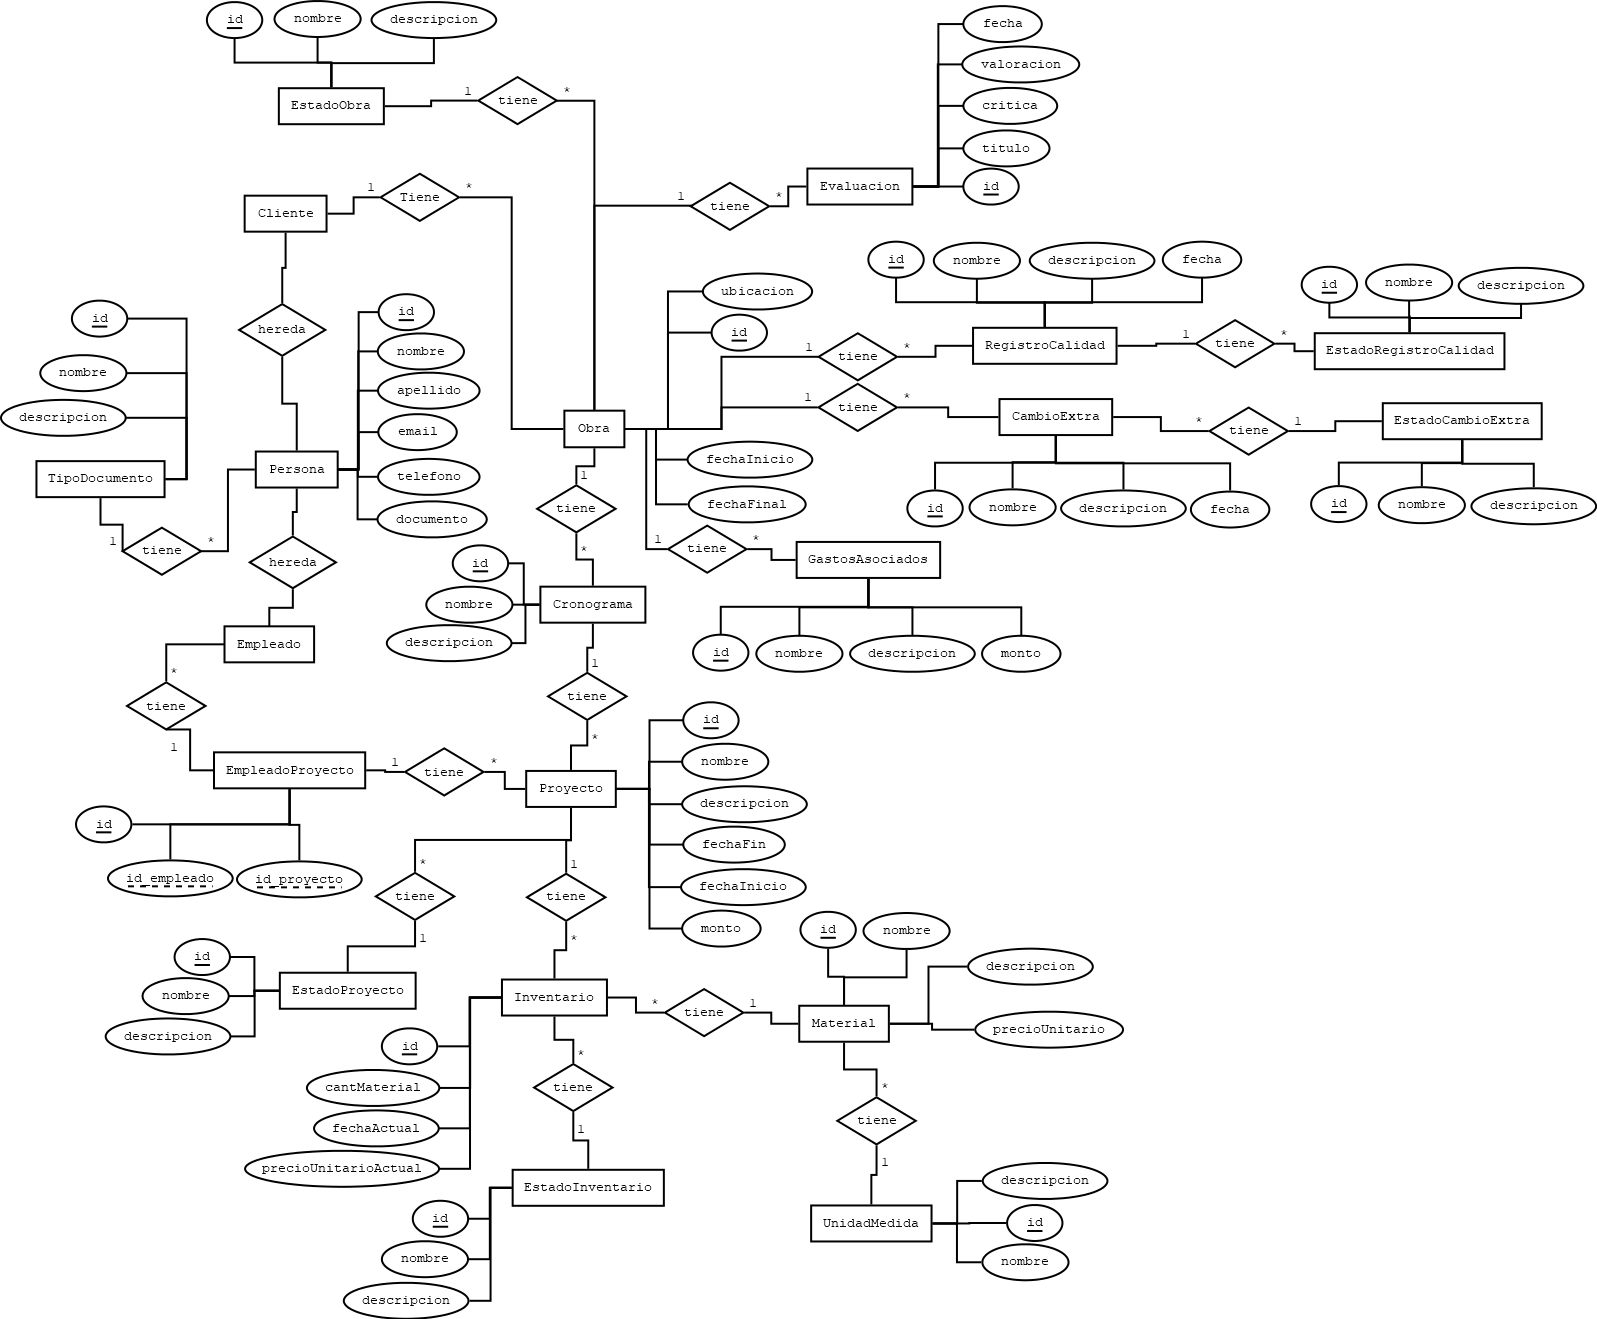 id
nombre
descripcion
EstadoObra
1
tiene
*
fecha
valoracion
critica
titulo
id
Evaluacion
1
tiene
*
Cliente
1
Tiene
*
hereda
id
nombre
descripcion
TipoDocumento
1
tiene
*
Persona
id
nombre
apellido
email
telefono
documento
hereda
Empleado
ubicacion
id
Obra
fechaInicio
fechaFinal
1
tiene
*
id
nombre
descripcion
fecha
RegistroCalidad
1
tiene
*
id
nombre
descripcion
EstadoRegistroCalidad
1
tiene
*
CambioExtra
id
nombre
descripcion
fecha
*
tiene
1
EstadoCambioExtra
id
nombre
descripcion
1
tiene
*
GastosAsociados
id
nombre
descripcion
monto
1
tiene
*
id
nombre
descripcion
Cronograma
1
tiene
*
*
tiene
1
EmpleadoProyecto
id
id_empleado
id_proyecto
1
tiene
*
Proyecto
id
nombre
descripcion
fechaFin
fechaInicio
monto
*
tiene
1
id
nombre
descripcion
EstadoProyecto
1
tiene
*
Inventario
id
cantMaterial
fechaActual
precioUnitarioActual
*
tiene
1
id
nombre
descripcion
Material
precioUnitario
*
tiene
1
EstadoInventario
id
nombre
descripcion
*
tiene
1
UnidadMedida
descripcion
id
nombre